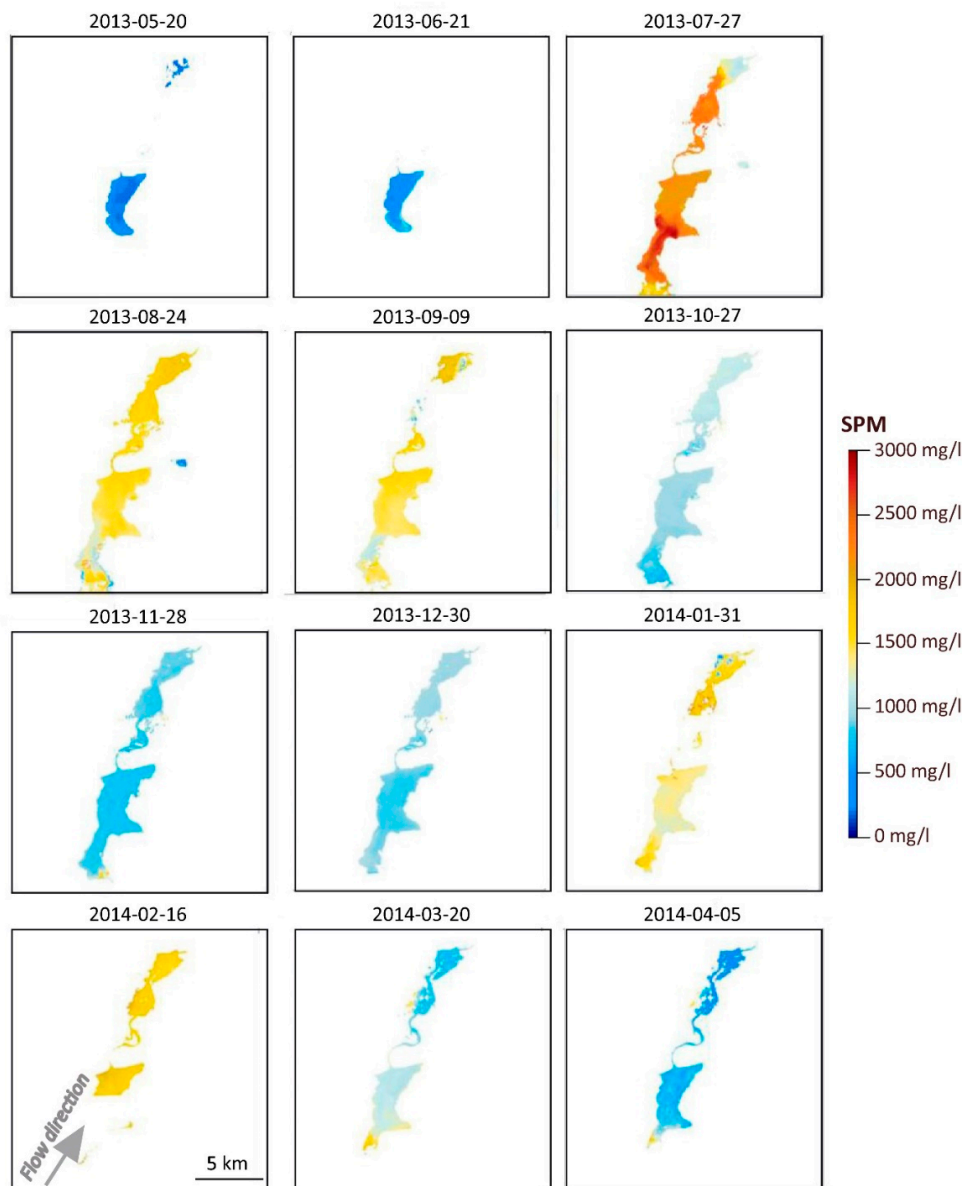 2013-05-20
2013-06-21
2013-07-27
2013-08-24
2013-09-09
2013-10-27
SPM
3000 mg/l
2500 mg/l
2000 mg/l
1500 mg/l
1000 mg/l
500 mg/l
0 mg/l
2013-11-28
2013-12-30
2014-01-31
2014-02-16
2014-03-20
2014-04-05
Flow direction
5 km